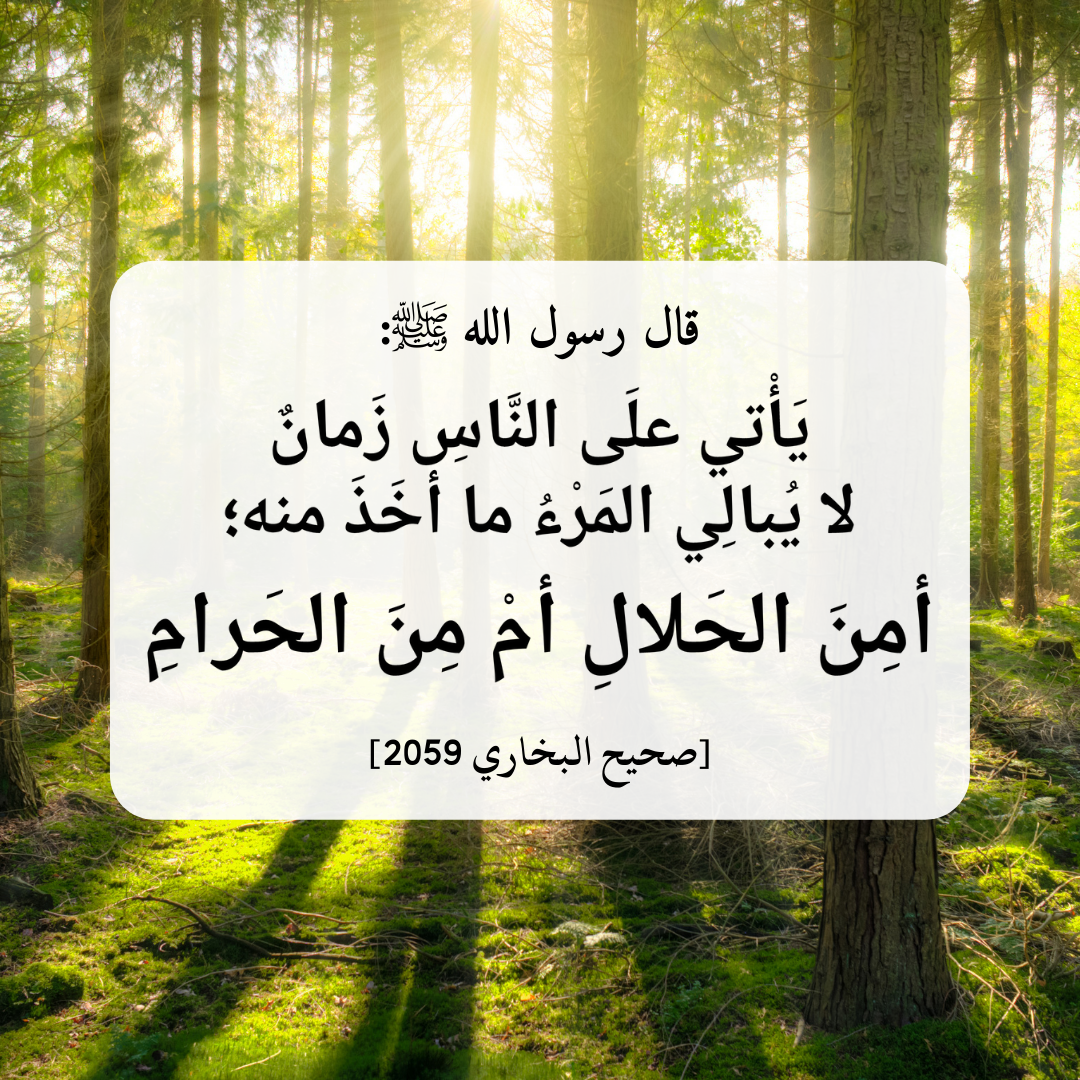 قال رسول الله ﷺ:
يَأْتي علَى النَّاسِ زَمانٌ
لا يُبالِي المَرْءُ ما أخَذَ منه؛
أمِنَ الحَلالِ أمْ مِنَ الحَرامِ
[صحيح البخاري 2059]